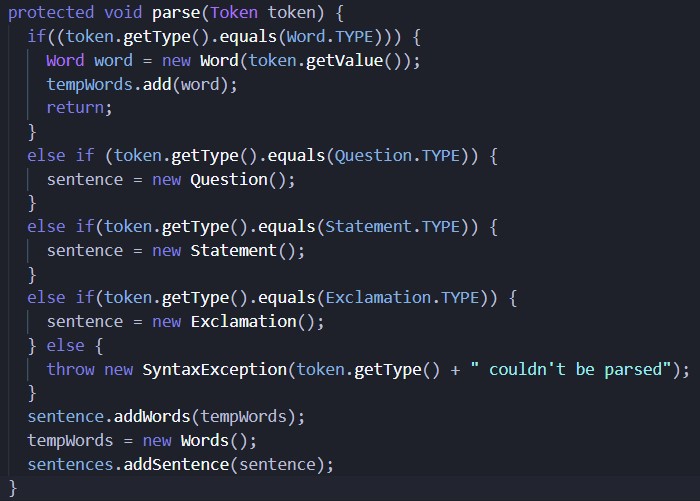 protected void parse(Token token) {
  if((token.getType().equals(Word.TYPE))) {
    Word word = new Word(token.getValue());
    tempWords.add(word);
    return;
  }
  else if (token.getType().equals(Question.TYPE)) {
    sentence = new Question();
  }
  else if(token.getType().equals(Statement.TYPE)) {
    sentence = new Statement();
  }
  else if(token.getType().equals(Exclamation.TYPE)) {
    sentence = new Exclamation();
  } else {
    throw new SyntaxException(token.getType() + " couldn't be parsed");
  }
  sentence.addWords(tempWords);
  tempWords = new Words();
  sentences.addSentence(sentence);
}